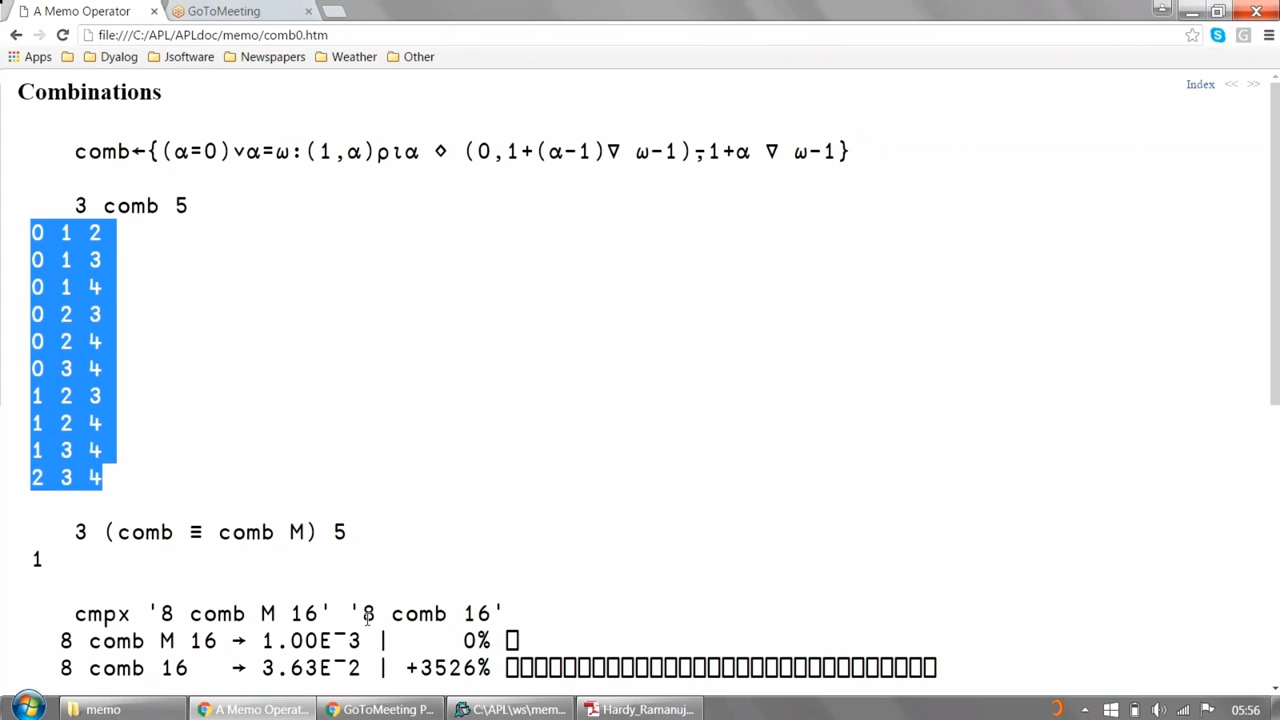 A Memo Operator
GoToMeeting
file:///C:/APL/APLdoc/memo/comb0.htm
Apps Dyalog Jsoftware Newspapers Weather Other
Combinations
Index << >>
comb←{(⍺=0)∨⍺=⍵:(1,⍺)⍴⍳⍺ ⋄ (0,1+(⍺-1)∇ ⍵-1)⍪1+⍺ ∇ ⍵-1}
3 comb 5
0 1 2
0 1 3
0 1 4
0 2 3
0 2 4
0 3 4
1 2 3
1 2 4
1 3 4
2 3 4
3 (comb ≡ comb M) 5
1
cmpx '8 comb M 16' '8 comb 16'
8 comb M 16 → 1.00E¯3 | 0% ⎕
8 comb 16 → 3.63E¯2 | +3526% ⎕⎕⎕⎕⎕⎕⎕⎕⎕⎕⎕⎕⎕⎕⎕⎕⎕⎕⎕⎕⎕⎕⎕⎕⎕⎕⎕⎕⎕⎕
memo
A Memo Operat...
GoToMeeting P...
C:\APL\ws\mem...
Hardy_Ramanuj...
05:56